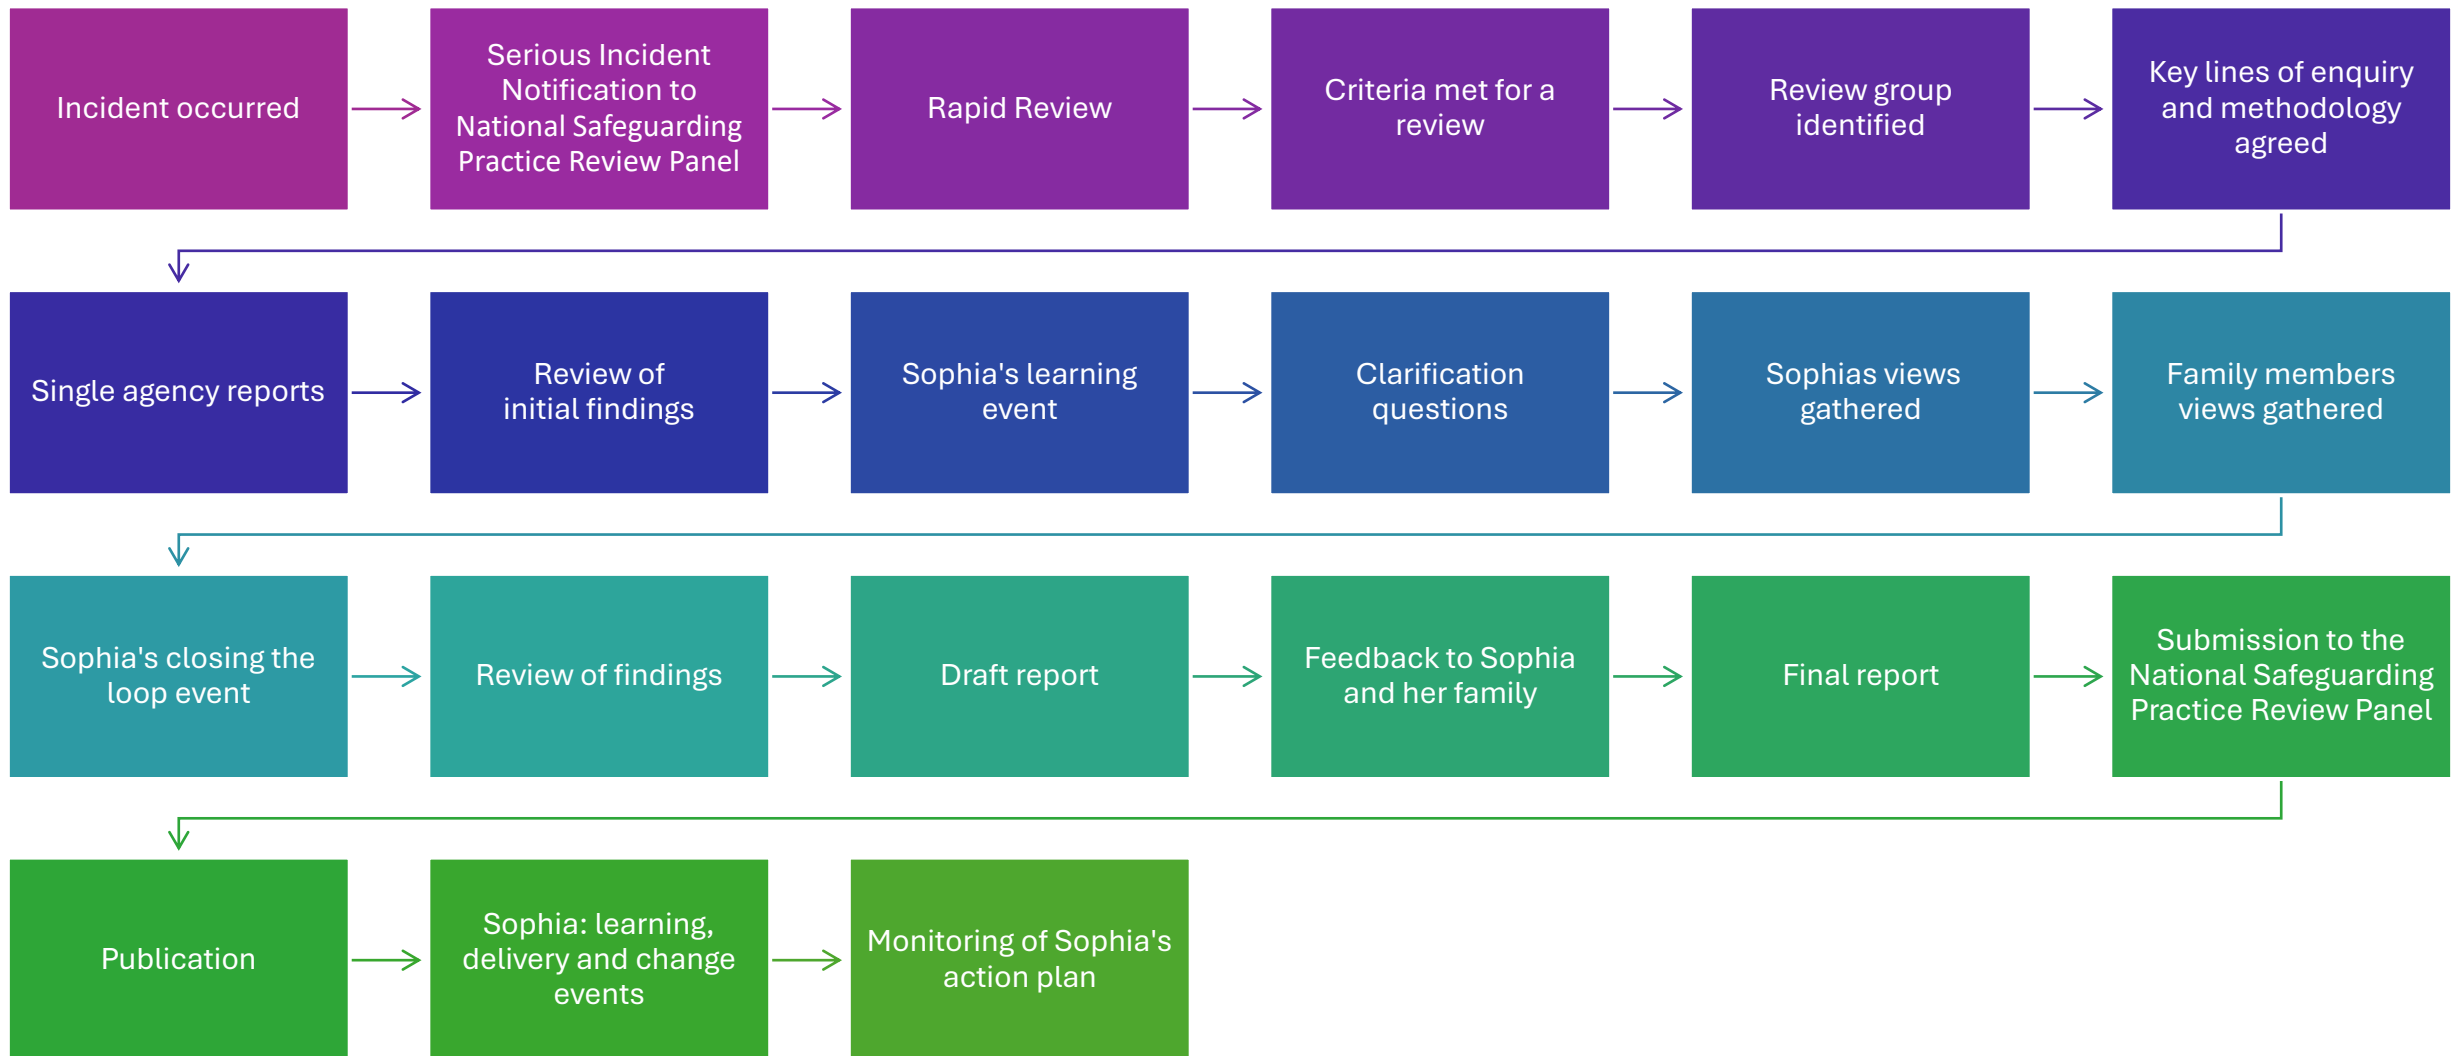 Incident occurred
Serious Incident
Notification to
National Safeguarding
Practice Review Panel
Rapid Review
Criteria met for a
review
Review group
identified
Key lines of enquiry
and methodology
agreed
Single agency reports
Review of
initial findings
Sophia's learning
event
Clarification
questions
Sophias views
gathered
Family members
views gathered
Sophia's closing the
loop event
Review of findings
Draft report
Feedback to Sophia
and her family
Final report
Submission to the
National Safeguarding
Practice Review Panel
Publication
Sophia: learning,
delivery and change
events
Monitoring of Sophia's
action plan